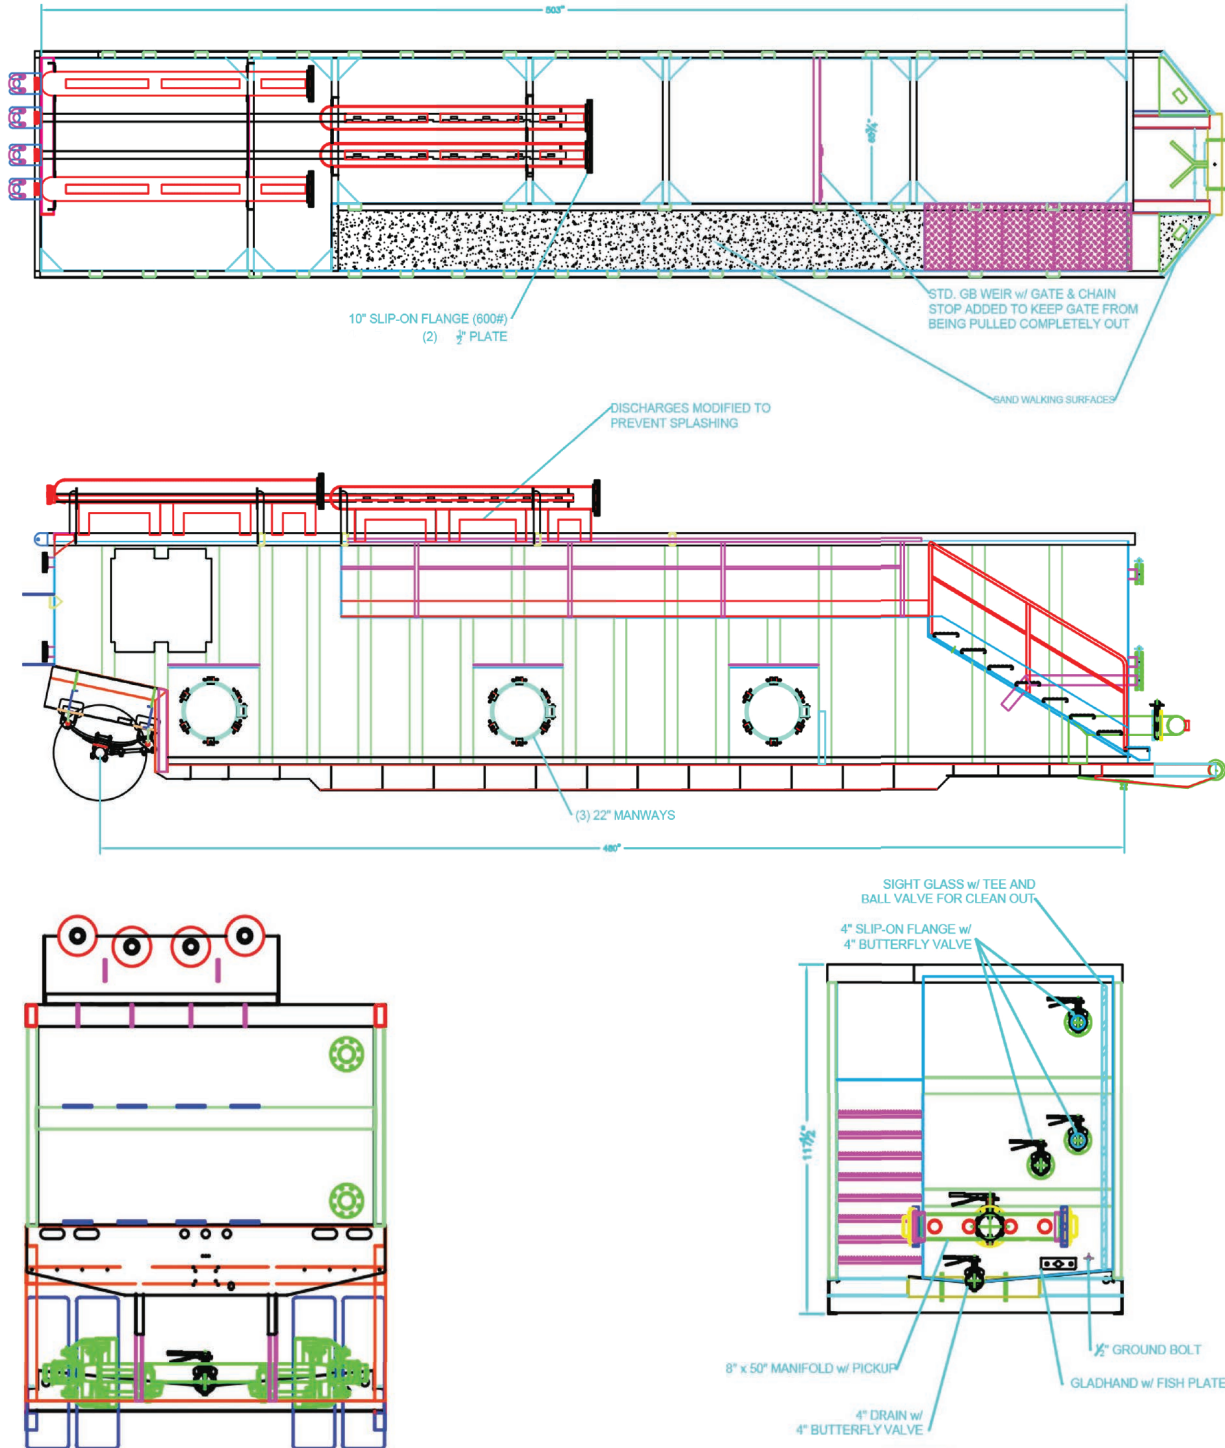 503"
10" SLIP-ON FLANGE (600#)
(2) ½" PLATE
STD. GB WEIR w/ GATE & CHAIN
STOP ADDED TO KEEP GATE FROM
BEING PULLED COMPLETELY OUT
SAND WALKING SURFACES
DISCHARGES MODIFIED TO
PREVENT SPLASHING
(3) 22" MANWAYS
480"
SIGHT GLASS w/ TEE AND
BALL VALVE FOR CLEAN OUT
4" SLIP-ON FLANGE w/
4" BUTTERFLY VALVE
117½"
½" GROUND BOLT
8" x 50" MANIFOLD w/ PICKUP
GLADHAND w/ FISH PLATE
4" DRAIN w/
4" BUTTERFLY VALVE